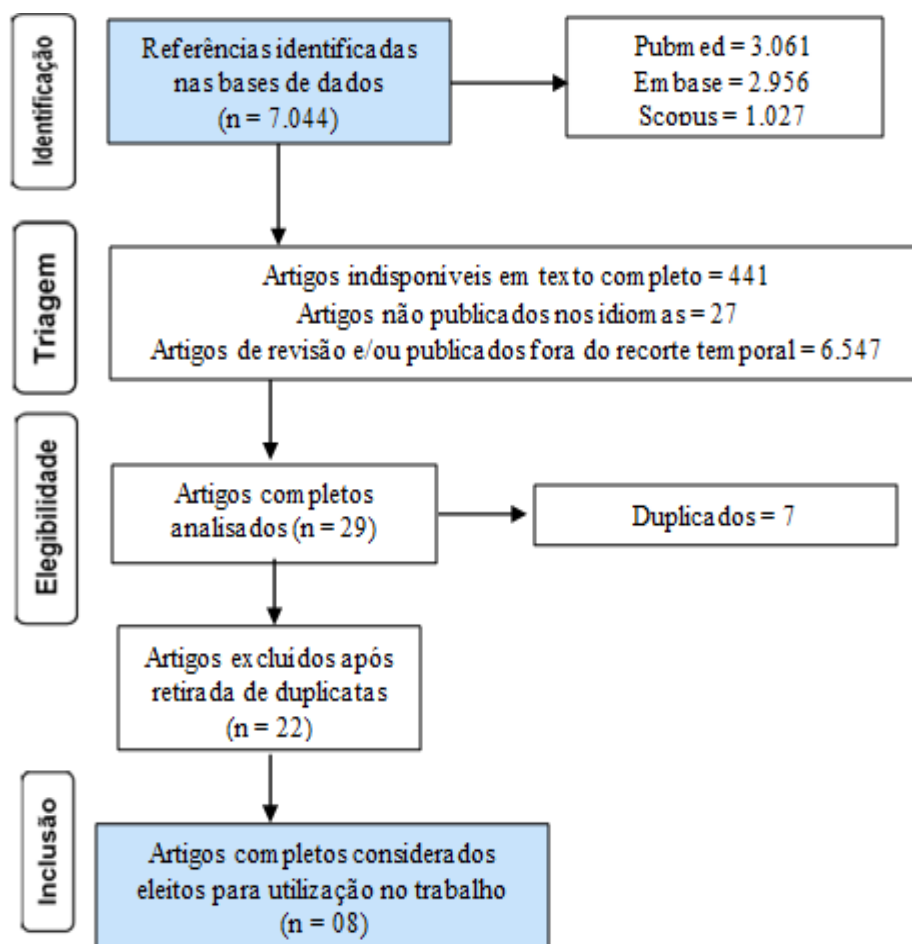 Identificação
Referências identificadas
nas bases de dados
(n = 7.044)
Pubmed = 3.061
Embase = 2.956
Scopus = 1.027
Triagem
Artigos indisponíveis em texto completo = 441
Artigos não publicados nos idiomas = 27
Artigos de revisão e/ou publicados fora do recorte temporal = 6.547
Elegibilidade
Artigos completos
analisados (n = 29)
Duplicados = 7
Artigos excluídos após
retirada de duplicatas
(n = 22)
Inclusão
Artigos completos considerados
eleitos para utilização no trabalho
(n = 08)